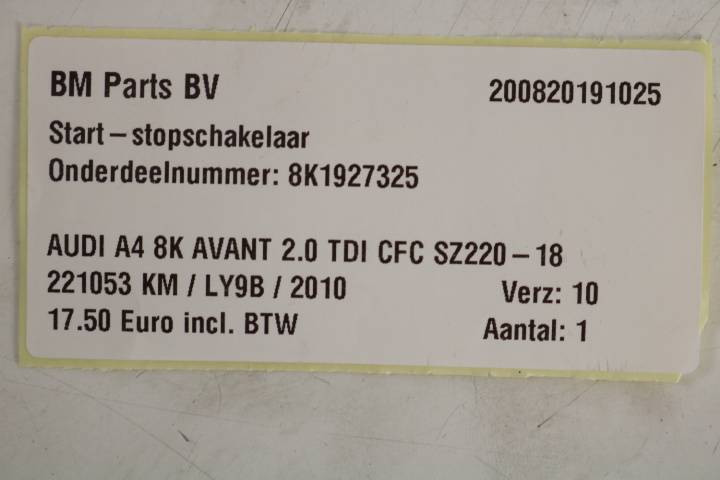 BM Parts BV 200820191025
Start – stopschakelaar
Onderdeelnummer: 8K1927325
AUDI A4 8K AVANT 2.0 TDI CFC SZ220 – 18
221053 KM / LY9B / 2010 Verz: 10
17.50 Euro incl. BTW Aantal: 1